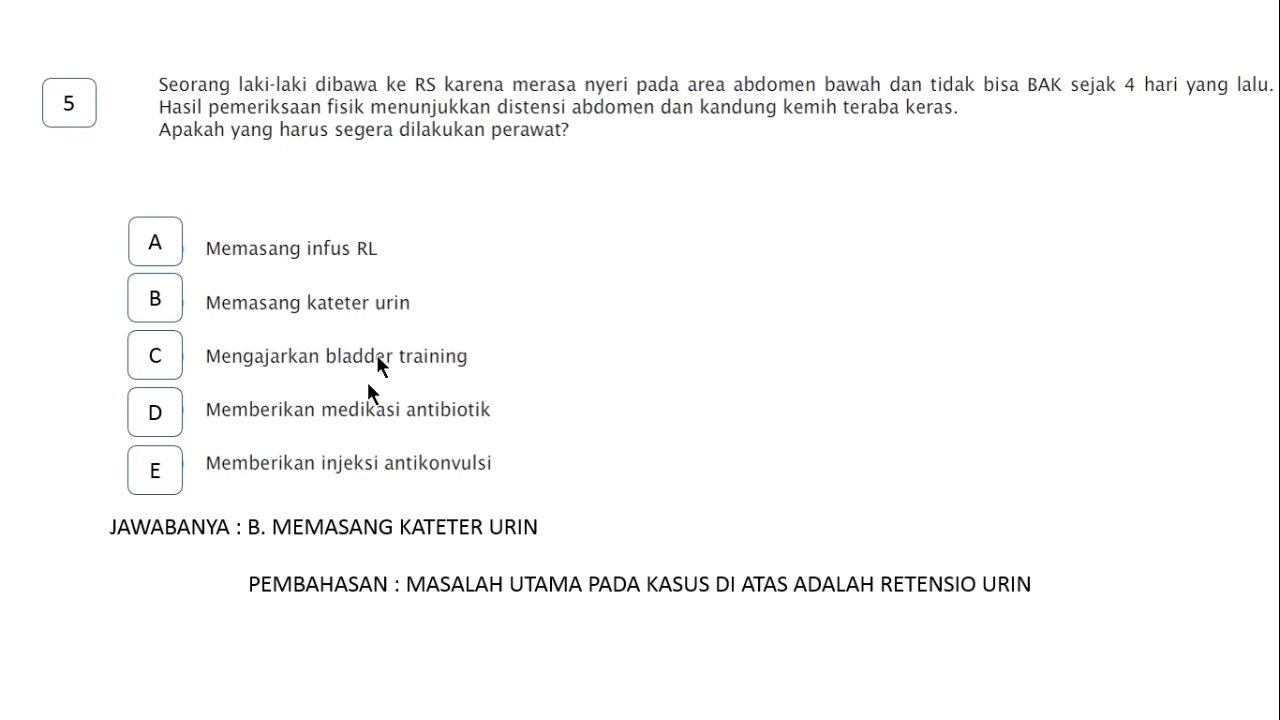 5
Seorang laki-laki dibawa ke RS karena merasa nyeri pada area abdomen bawah dan tidak bisa BAK sejak 4 hari yang lalu.
Hasil pemeriksaan fisik menunjukkan distensi abdomen dan kandung kemih teraba keras.
Apakah yang harus segera dilakukan perawat?
A Memasang infus RL
B Memasang kateter urin
C Mengajarkan bladder training
D Memberikan medikasi antibiotik
E Memberikan injeksi antikonvulsi
JAWABANYA : B. MEMASANG KATETER URIN
PEMBAHASAN : MASALAH UTAMA PADA KASUS DI ATAS ADALAH RETENSIO URIN